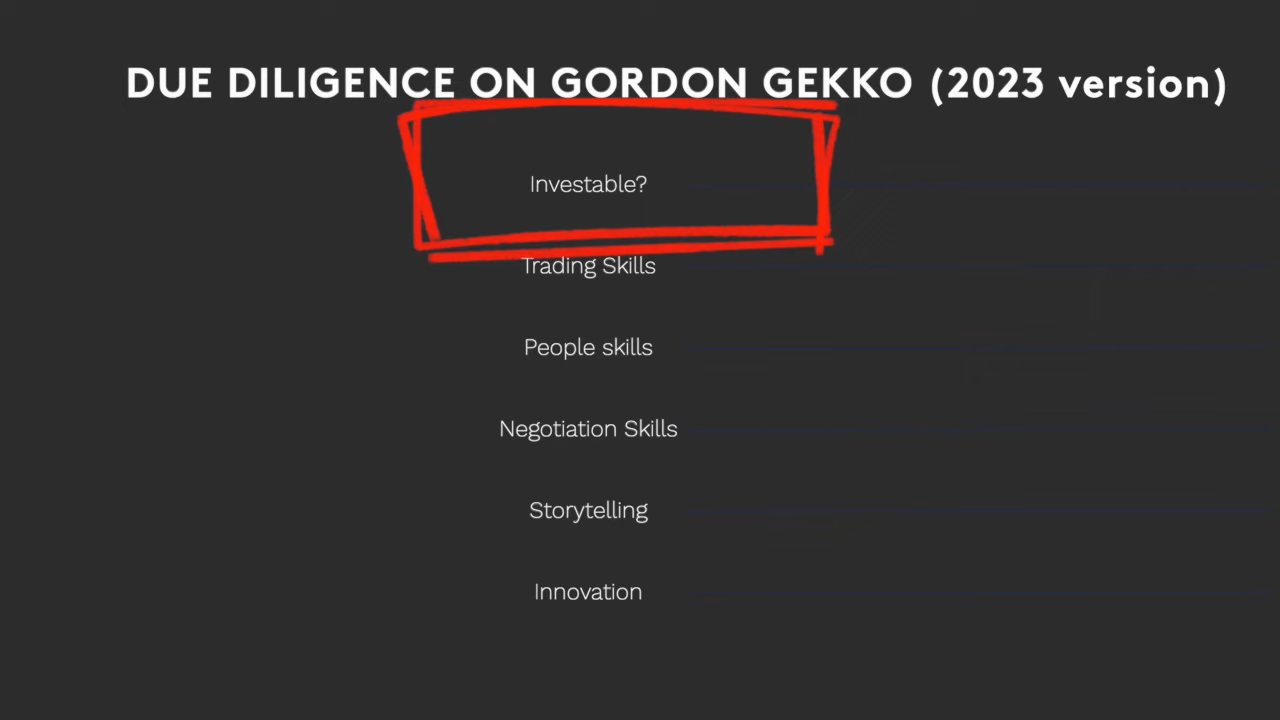 DUE DILIGENCE ON GORDON GEKKO (2023 version)
Investable?
Trading Skills
People skills
Negotiation Skills
Storytelling
Innovation